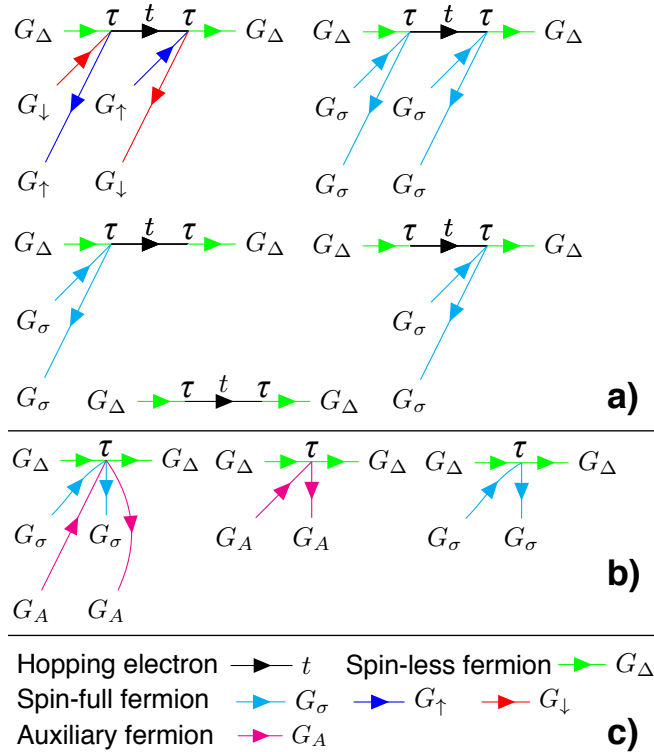 G_Δ τ t τ G_Δ G_Δ τ t τ G_Δ
G_↓ G_↑ G_σ G_σ
G_↑ G_↓ G_σ G_σ
G_Δ τ t τ G_Δ G_Δ τ t τ G_Δ
G_σ G_σ
G_σ G_Δ τ t τ G_Δ G_σ a)
G_Δ τ G_Δ G_Δ τ G_Δ G_Δ τ G_Δ
G_σ G_σ G_A G_A G_σ G_σ
G_A G_A b)
Hopping electron t Spin-less fermion G_Δ
Spin-full fermion G_σ G_↑ G_↓
Auxiliary fermion G_A c)